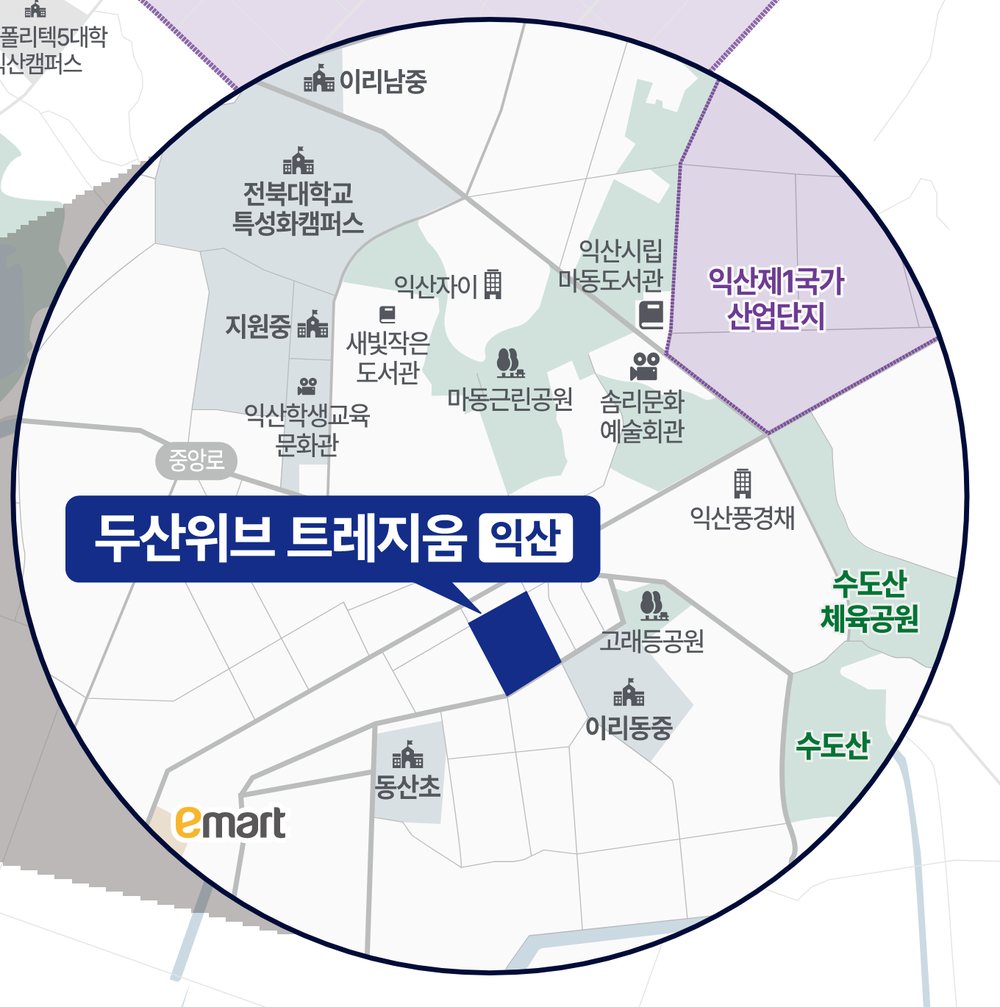 폴리텍5대학
익산캠퍼스
이리남중
전북대학교
특성화캠퍼스
익산시립
마동도서관
익산자이
익산제1국가
산업단지
지원중
새빛작은
도서관
마동근린공원
솜리문화
예술회관
익산학생교육
문화관
중앙로
익산풍경채
두산위브 트레지움 익산
수도산
체육공원
고래등공원
이리동중
수도산
동산초
emart